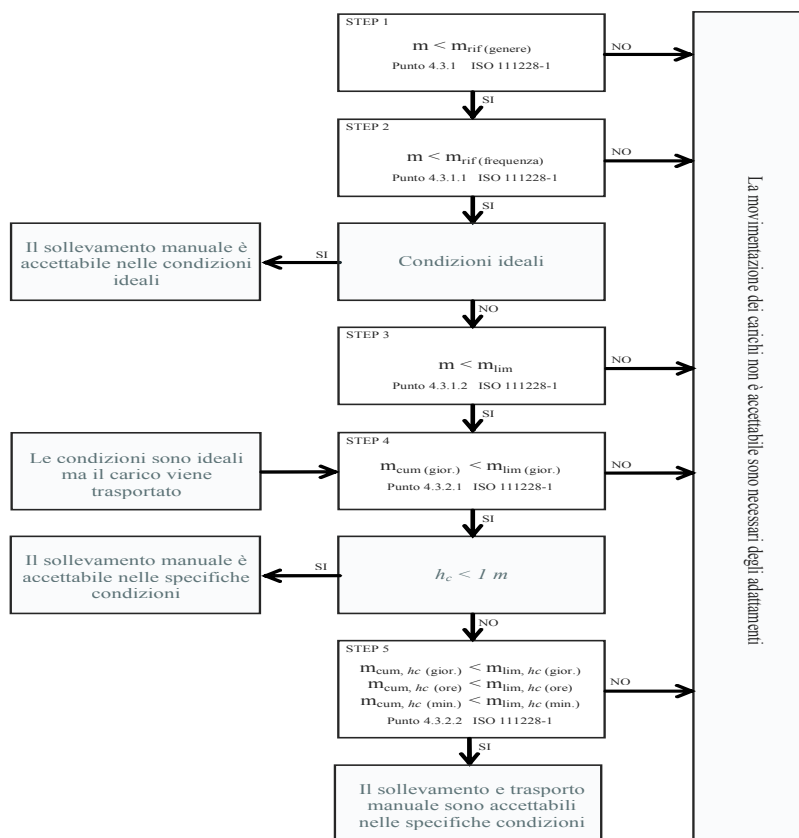 STEP 1
m < mrif (genere)
Punto 4.3.1 ISO 111228-1
NO
SI
STEP 2
m < mrif (frequenza)
Punto 4.3.1.1 ISO 111228-1
NO
SI
Il sollevamento manuale è
accettabile nelle condizioni
ideali
SI
Condizioni ideali
NO
STEP 3
m < mlim
Punto 4.3.1.2 ISO 111228-1
NO
SI
Le condizioni sono ideali
ma il carico viene
trasportato
STEP 4
mcum (gior.) < mlim (gior.)
Punto 4.3.2.1 ISO 111228-1
NO
SI
Il sollevamento manuale è
accettabile nelle specifiche
condizioni
SI
hc < 1 m
NO
STEP 5
mcum, hc (gior.) < mlim, hc (gior.)
mcum, hc (ore) < mlim, hc (ore)
mcum, hc (min.) < mlim, hc (min.)
Punto 4.3.2.2 ISO 111228-1
NO
SI
Il sollevamento e trasporto
manuale sono accettabili
nelle specifiche condizioni
La movimentazione dei carichi non è accettabile sono necessari degli adattamenti